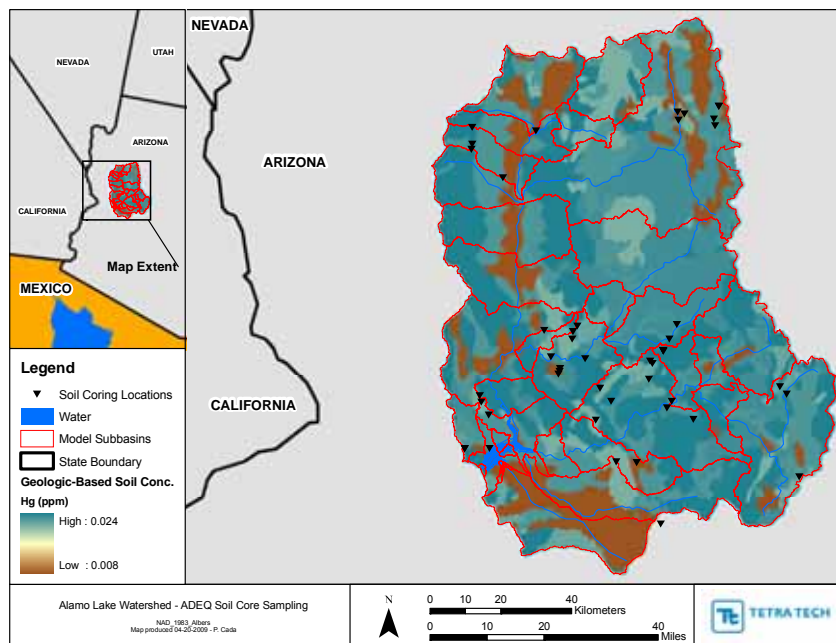 NEVADA
UTAH
NEVADA
ARIZONA
ARIZONA
CALIFORNIA
Map Extent
MEXICO
CALIFORNIA
Legend
Soil Coring Locations
Water
Model Subbasins
State Boundary
Geologic-Based Soil Conc.
Hg (ppm)
High : 0.024
Low : 0.008
Alamo Lake Watershed - ADEQ Soil Core Sampling
NAD_1983_Albers
Map produced 04-20-2009 - P. Cada
N
0 10 20 40
Kilometers
0 10 20 40
Miles
Tt TETRA TECH